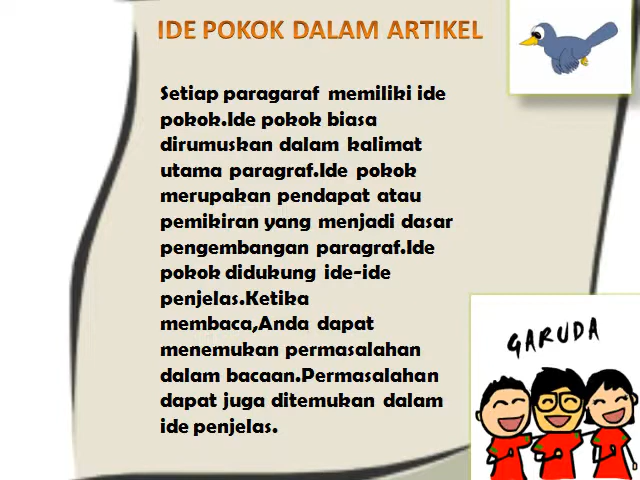 IDE POKOK DALAM ARTIKEL
Setiap paragaraf memiliki ide
pokok.Ide pokok biasa
dirumuskan dalam kalimat
utama paragraf.Ide pokok
merupakan pendapat atau
pemikiran yang menjadi dasar
pengembangan paragraf.Ide
pokok didukung ide-ide
penjelas.Ketika
membaca,Anda dapat
menemukan permasalahan
dalam bacaan.Permasalahan
dapat juga ditemukan dalam
ide penjelas.
GARUDA